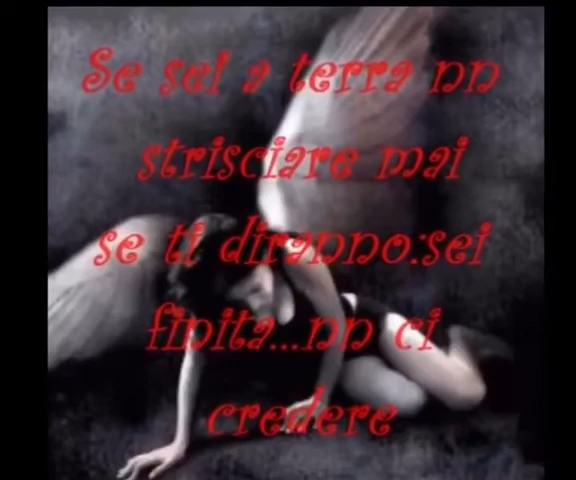 Se sei a terra nn
strisciare mai
se ti diranno:sei
finita...nn ci
credere